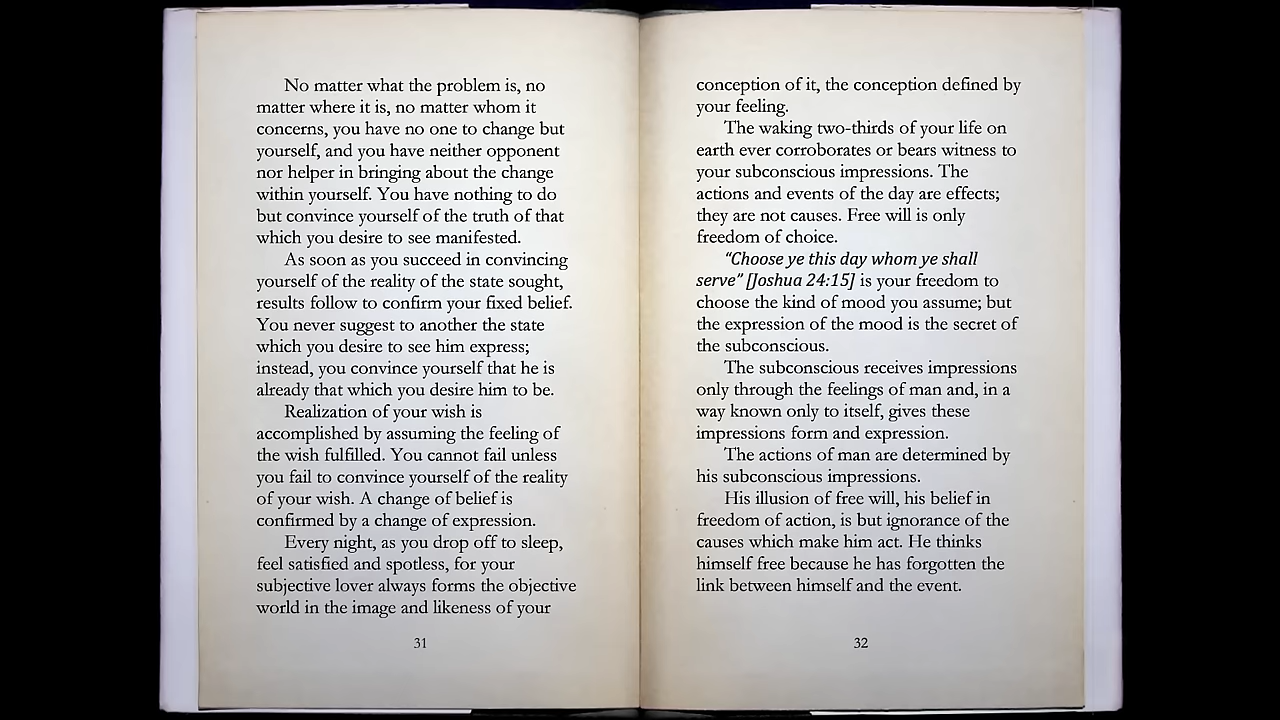 No matter what the problem is, no
matter where it is, no matter whom it
concerns, you have no one to change but
yourself, and you have neither opponent
nor helper in bringing about the change
within yourself. You have nothing to do
but convince yourself of the truth of that
which you desire to see manifested.
As soon as you succeed in convincing
yourself of the reality of the state sought,
results follow to confirm your fixed belief.
You never suggest to another the state
which you desire to see him express;
instead, you convince yourself that he is
already that which you desire him to be.
Realization of your wish is
accomplished by assuming the feeling of
the wish fulfilled. You cannot fail unless
you fail to convince yourself of the reality
of your wish. A change of belief is
confirmed by a change of expression.
Every night, as you drop off to sleep,
feel satisfied and spotless, for your
subjective lover always forms the objective
world in the image and likeness of your
31
conception of it, the conception defined by
your feeling.
The waking two-thirds of your life on
earth ever corroborates or bears witness to
your subconscious impressions. The
actions and events of the day are effects;
they are not causes. Free will is only
freedom of choice.
“Choose ye this day whom ye shall
serve” [Joshua 24:15] is your freedom to
choose the kind of mood you assume; but
the expression of the mood is the secret of
the subconscious.
The subconscious receives impressions
only through the feelings of man and, in a
way known only to itself, gives these
impressions form and expression.
The actions of man are determined by
his subconscious impressions.
His illusion of free will, his belief in
freedom of action, is but ignorance of the
causes which make him act. He thinks
himself free because he has forgotten the
link between himself and the event.
32